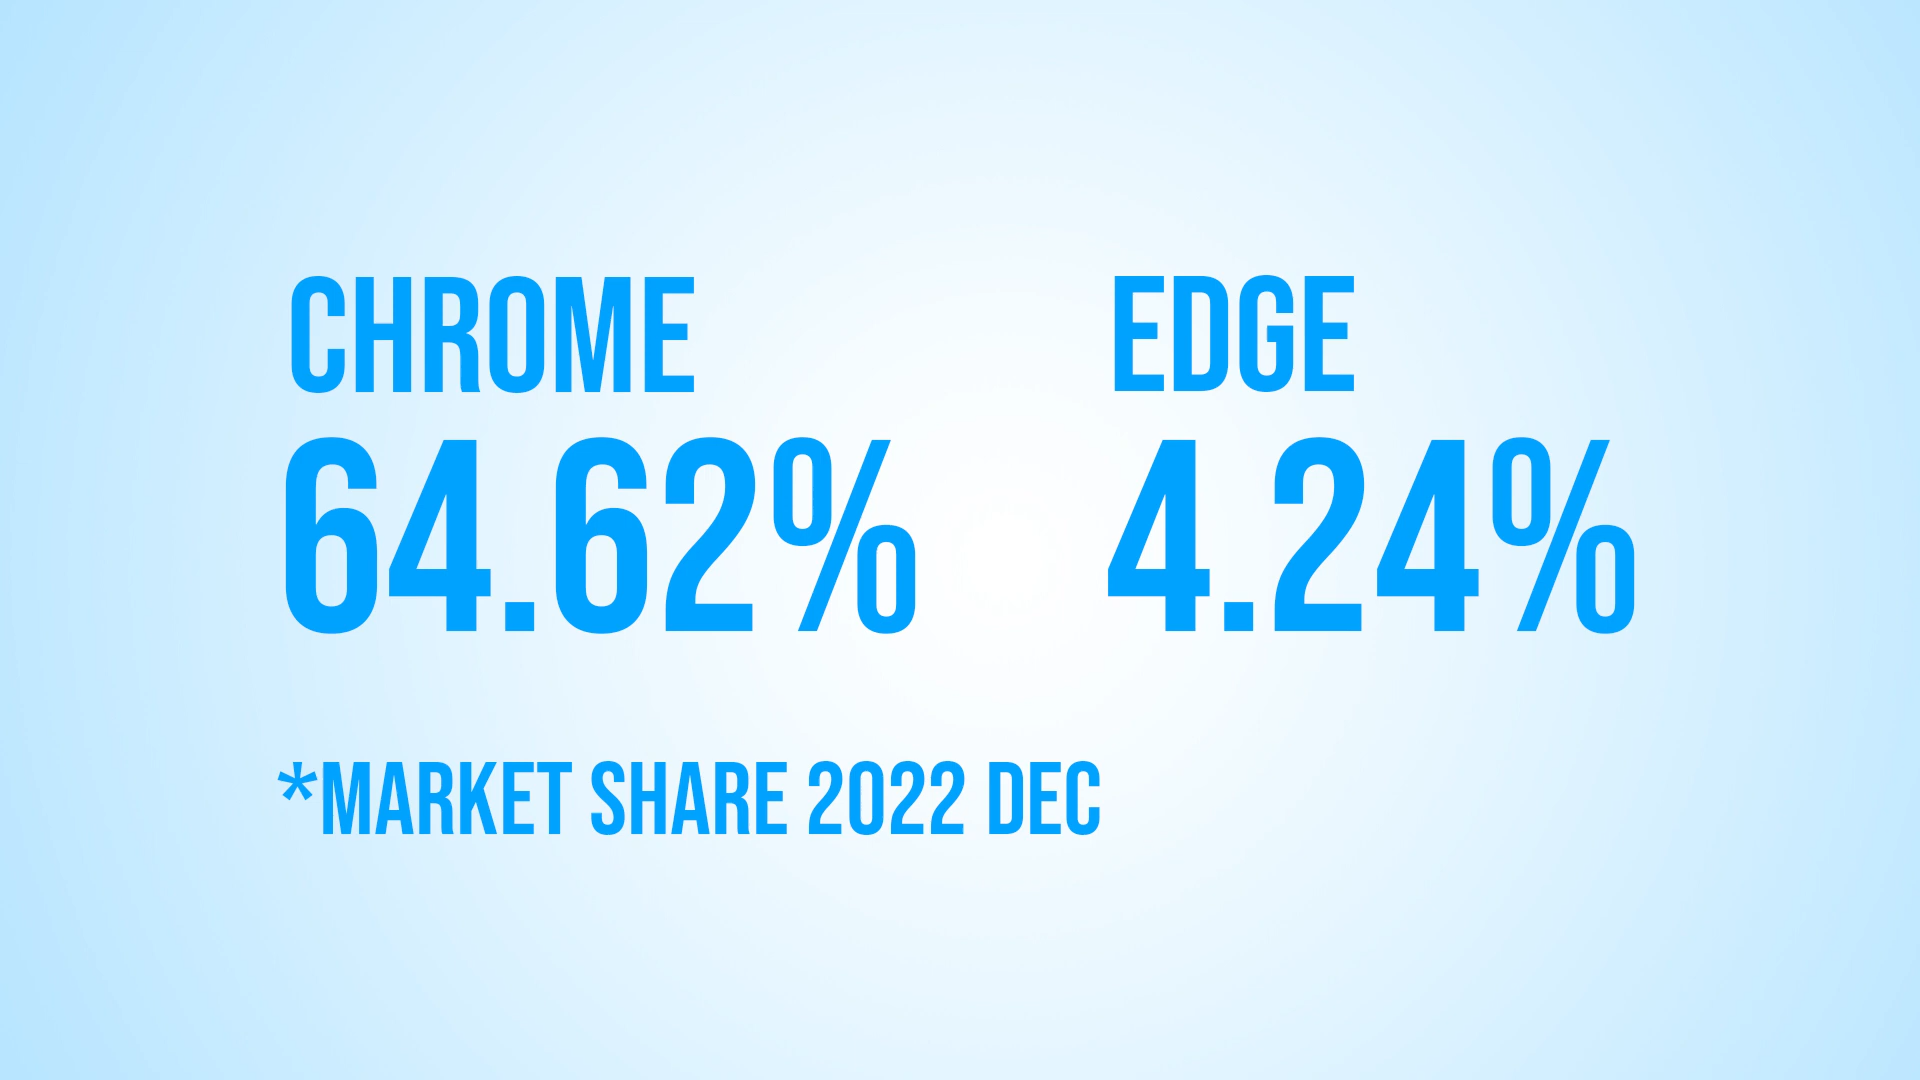 CHROME
64.62%
EDGE
4.24%
*MARKET SHARE 2022 DEC